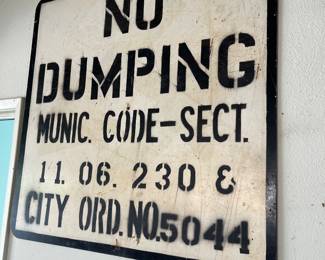 NO
DUMPING
MUNIC. CODE-SECT.
11. 06. 230 &
CITY ORD. NO. 5044